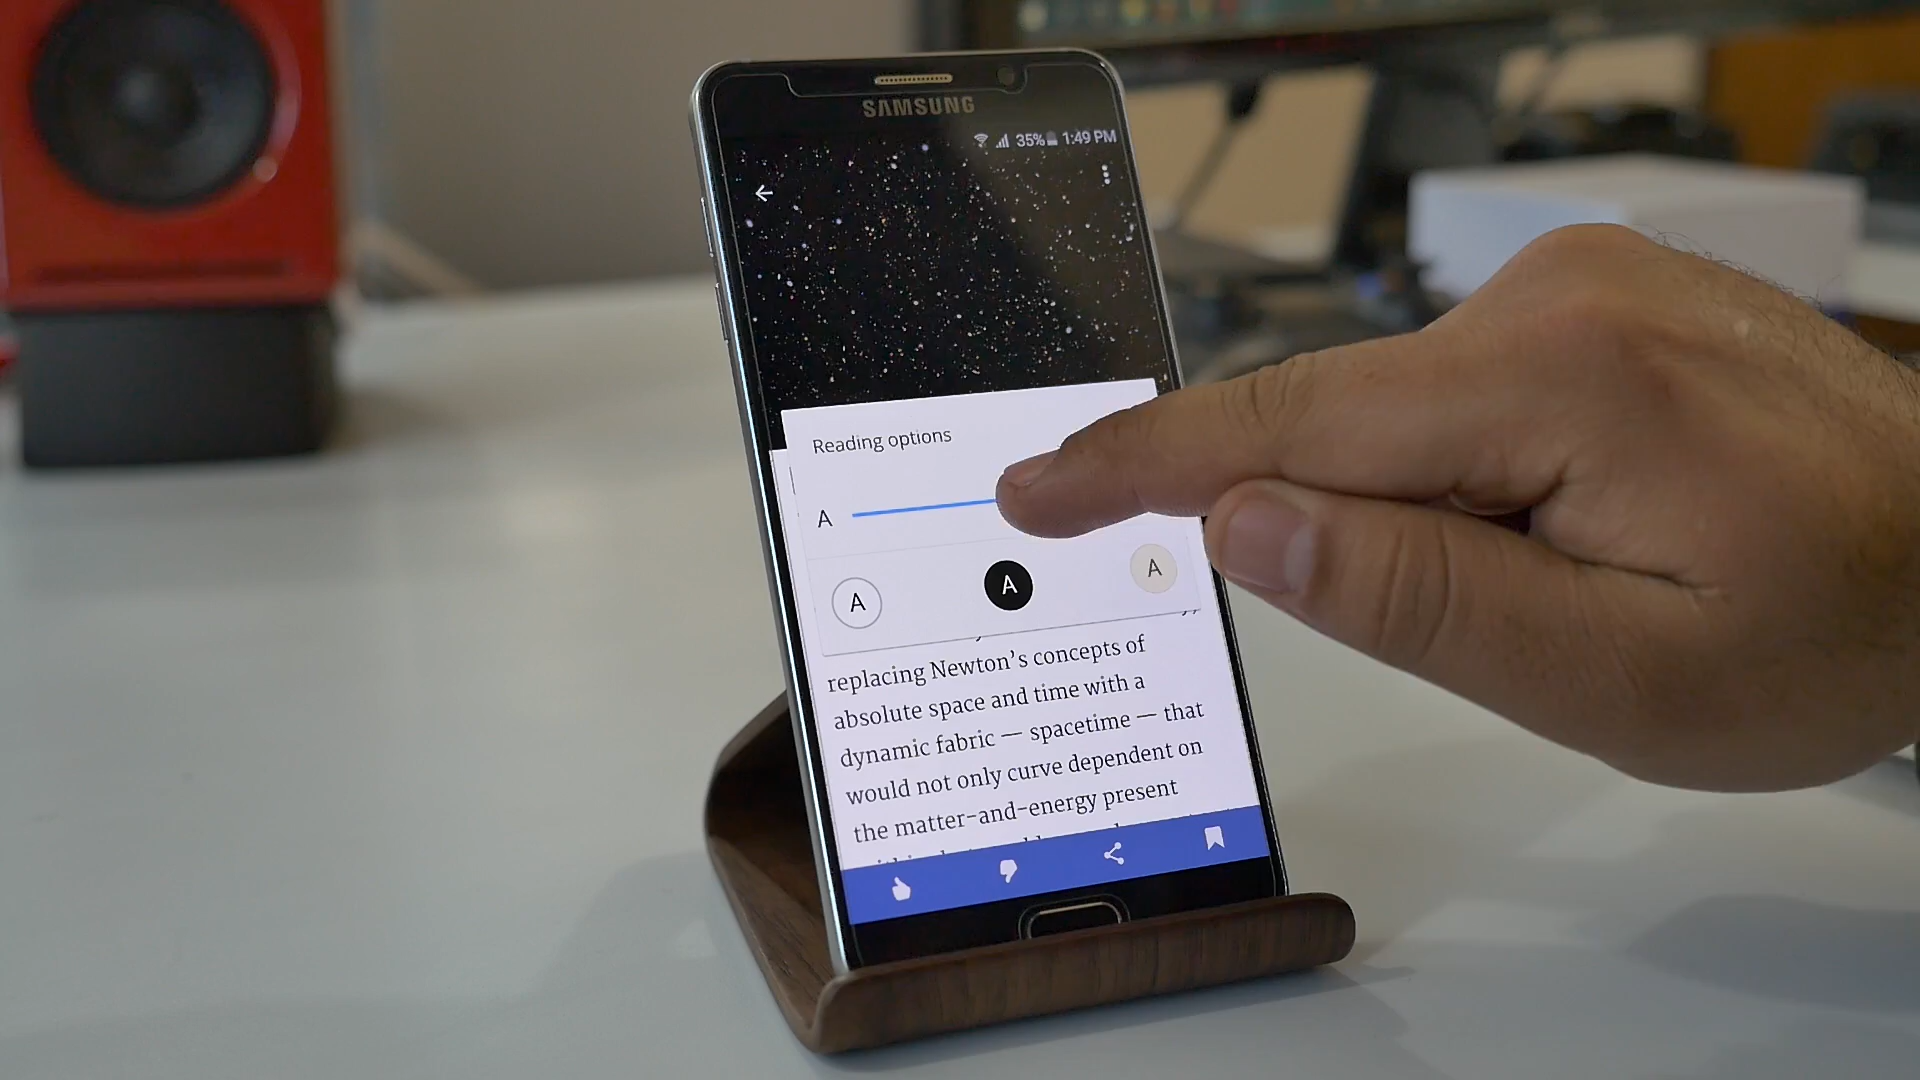 SAMSUNG
35% 1:49 PM
Reading options
A
A A A
replacing Newton's concepts of
absolute space and time with a
dynamic fabric — spacetime — that
would not only curve dependent on
the matter-and-energy present